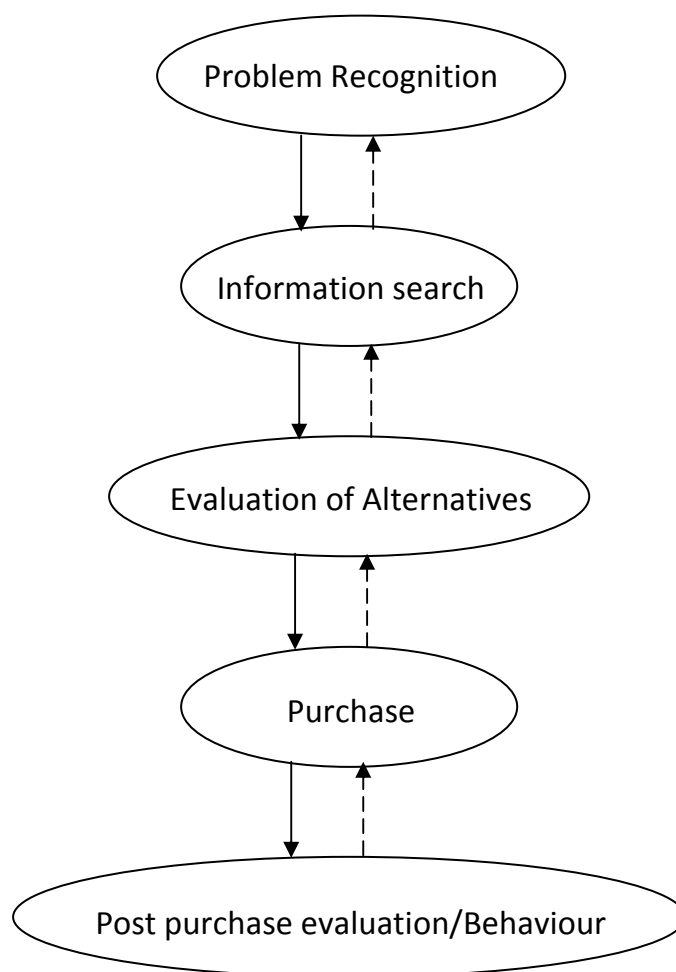 Problem Recognition
Information search
Evaluation of Alternatives
Purchase
Post purchase evaluation/Behaviour